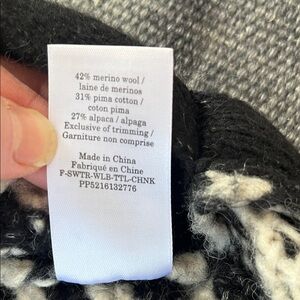 42% merino wool /
laine de merinos
31% pima cotton /
coton pima
27% alpaca / alpaga
Exclusive of trimming /
Garniture non comprise
Made in China
Fabriqué en Chine
F-SWTR-WLB-TTL-CHNK
PP5216132776